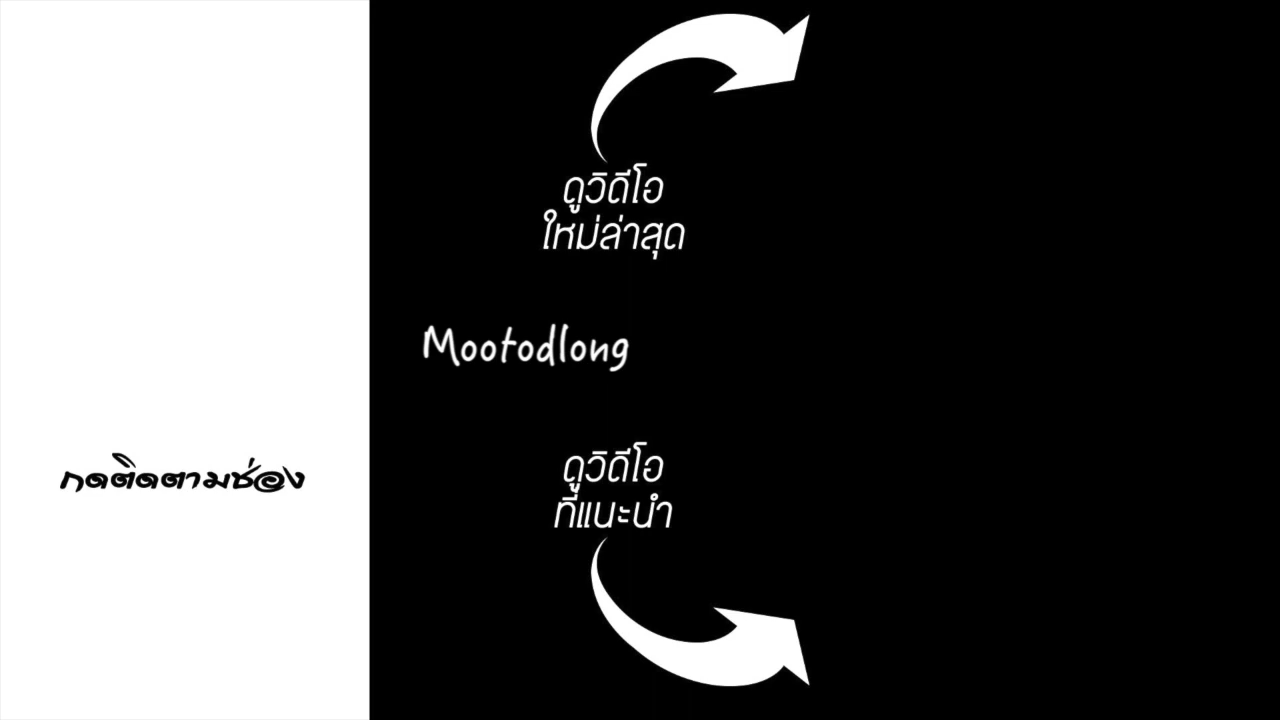 ดูวิดีโอ
ใหม่ล่าสุด
Mootodlong
กดติดตามช่อง
ดูวิดีโอ
ที่แนะนำ